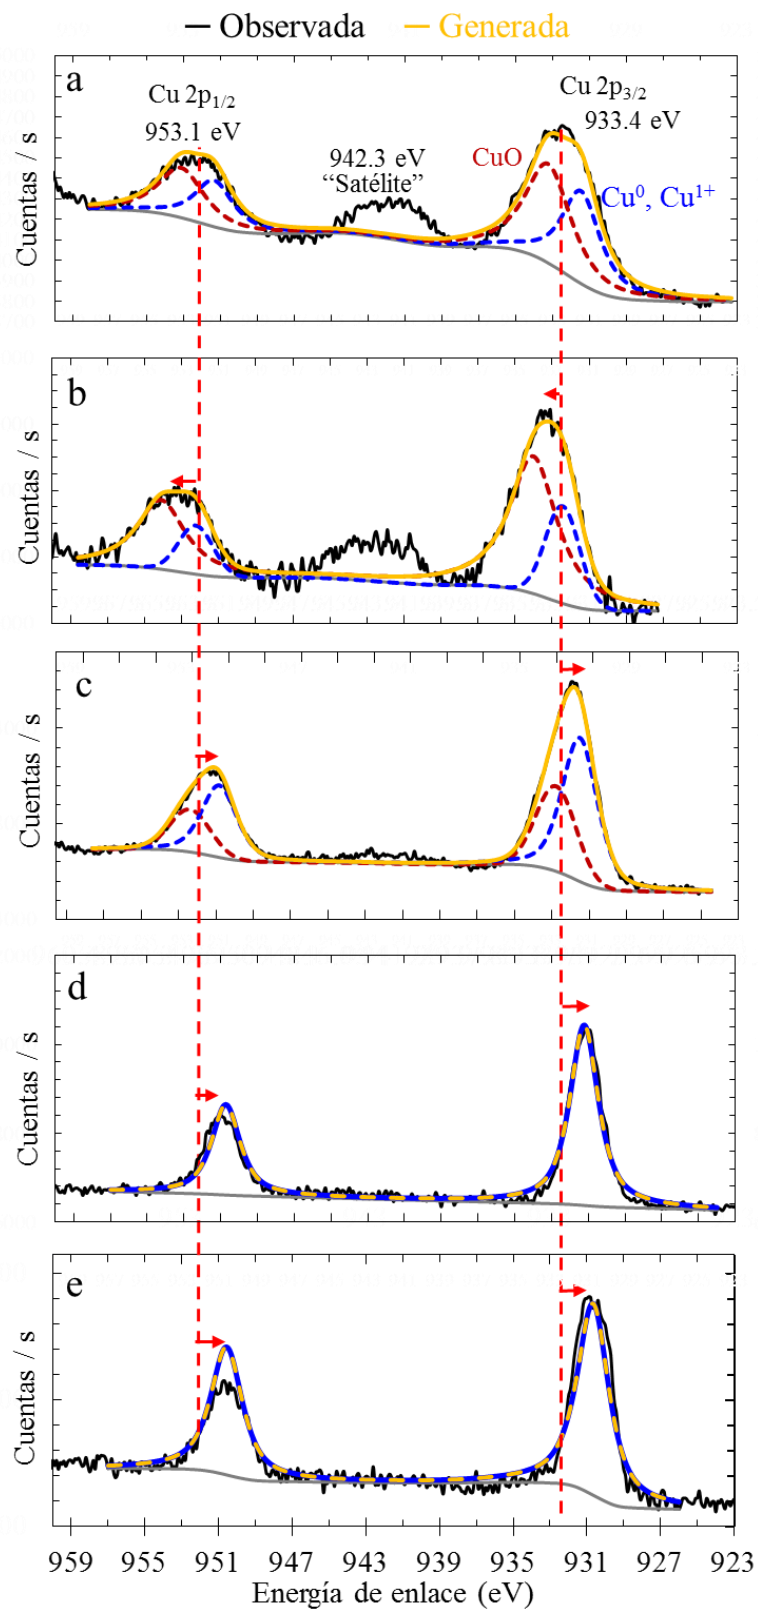 Observada Generada
a
Cu 2p1/2
953.1 eV
942.3 eV
“Satélite”
Cu 2p3/2
933.4 eV
CuO
Cu0, Cu1+
Cuentas / s
b
Cuentas / s
c
Cuentas / s
d
Cuentas / s
e
Cuentas / s
959 955 951 947 943 939 935 931 927 923
Energía de enlace (eV)